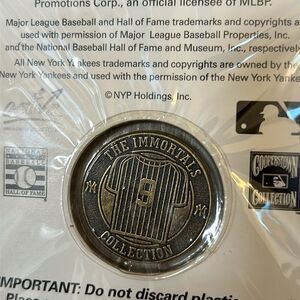 Promotions Corp., an official licensee of MLBP.
Major League Baseball and Hall of Fame trademarks and copyrights a
used with permission of Major League Baseball Properties, Inc.
and the National Baseball Hall of Fame and Museum, Inc., respectively
All New York Yankees trademarks and copyrights are owned by the
New York Yankees and used with the permission of the New York Yanke
©NYP Holdings, Inc.
THE IMMORTALS
9
COLLECTION
NATIONAL
BASEBALL
HALL OF FAME
COOPERSTOWN
COLLECTION
IMPORTANT: Do not discard plasti